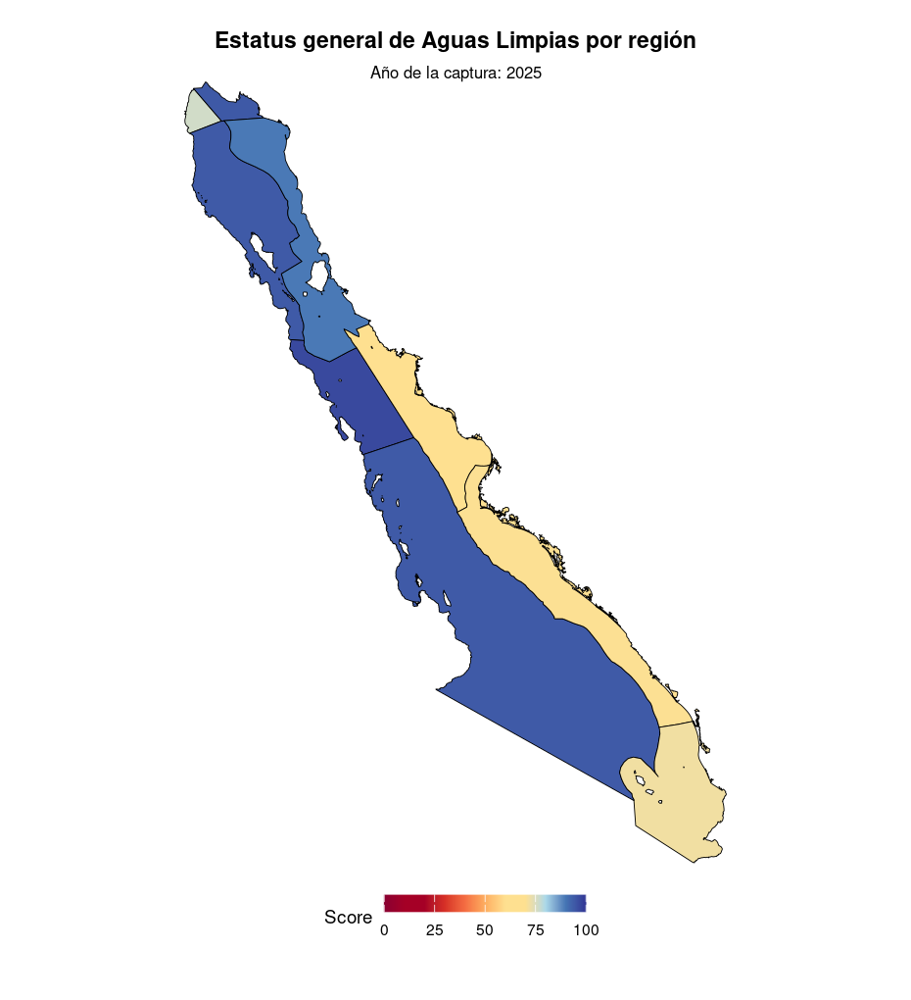 Estatus general de Aguas Limpias por región
Año de la captura: 2025
Score
0 25 50 75 100